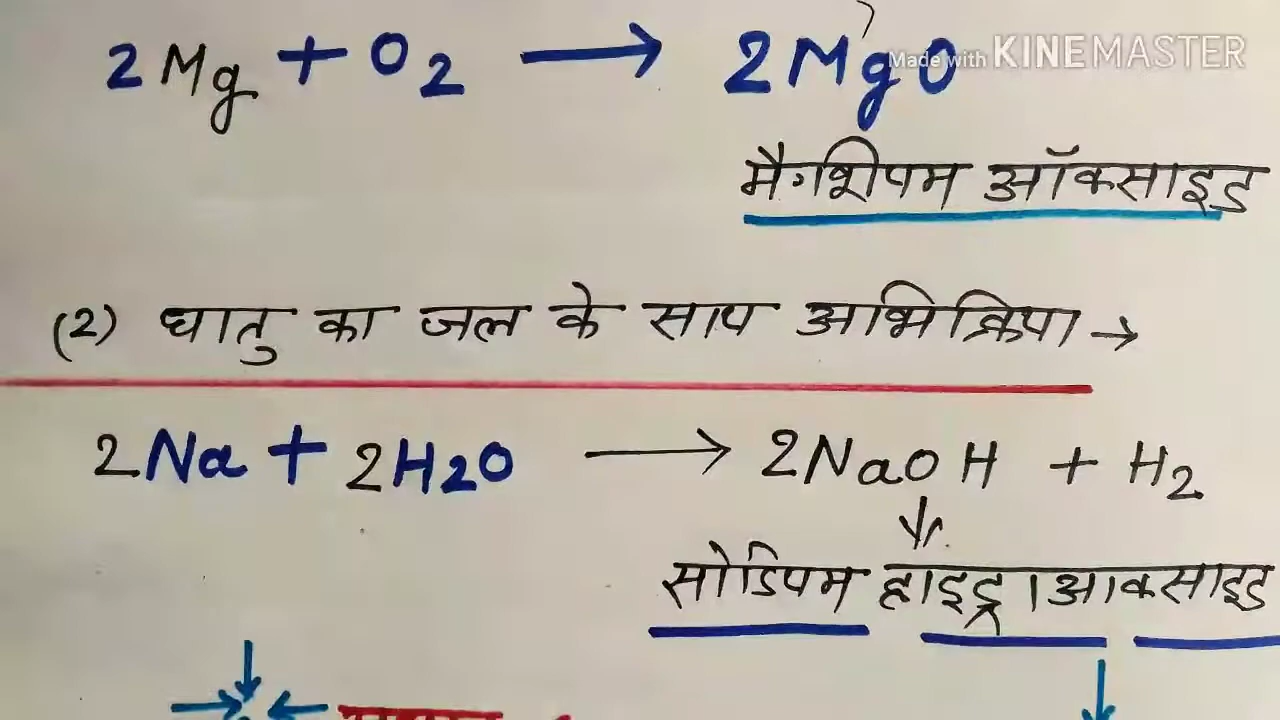 2Mg + O2 → 2MgO
Made with KINEMASTER
मैग्शियम ऑक्साइड
(2) धातु का जल के साथ अभिक्रिया →
2Na + 2H2O → 2NaOH + H2
सोडियम हाइड्राआक्साइड